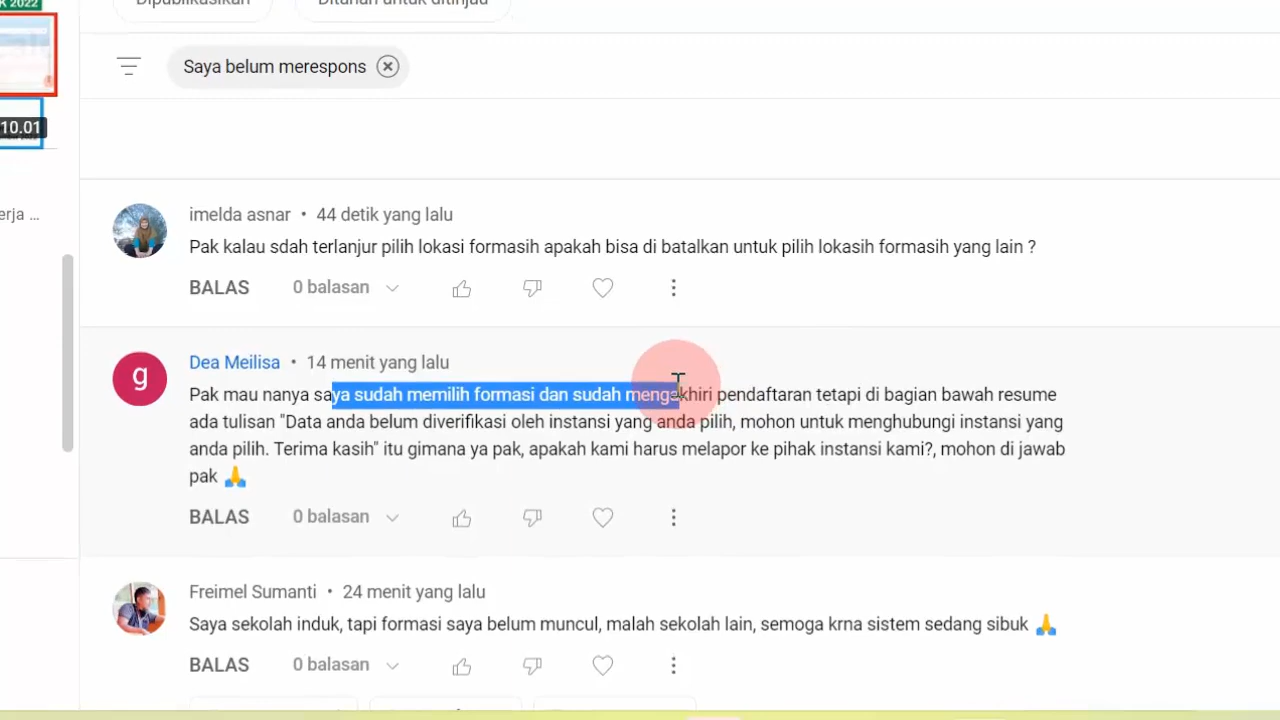 K 2022
Dipublikasikan
Ditahan untuk ditinjau
Saya belum merespons
10.01
erja ...
imelda asnar • 44 detik yang lalu
Pak kalau sdah terlanjur pilih lokasi formasih apakah bisa di batalkan untuk pilih lokasih formasih yang lain ?
BALAS 0 balasan
g
Dea Meilisa • 14 menit yang lalu
Pak mau nanya saya sudah memilih formasi dan sudah mengakhiri pendaftaran tetapi di bagian bawah resume
ada tulisan "Data anda belum diverifikasi oleh instansi yang anda pilih, mohon untuk menghubungi instansi yang
anda pilih. Terima kasih" itu gimana ya pak, apakah kami harus melapor ke pihak instansi kami?, mohon di jawab
pak 🙏
BALAS 0 balasan
Freimel Sumanti • 24 menit yang lalu
Saya sekolah induk, tapi formasi saya belum muncul, malah sekolah lain, semoga krna sistem sedang sibuk 🙏
BALAS 0 balasan